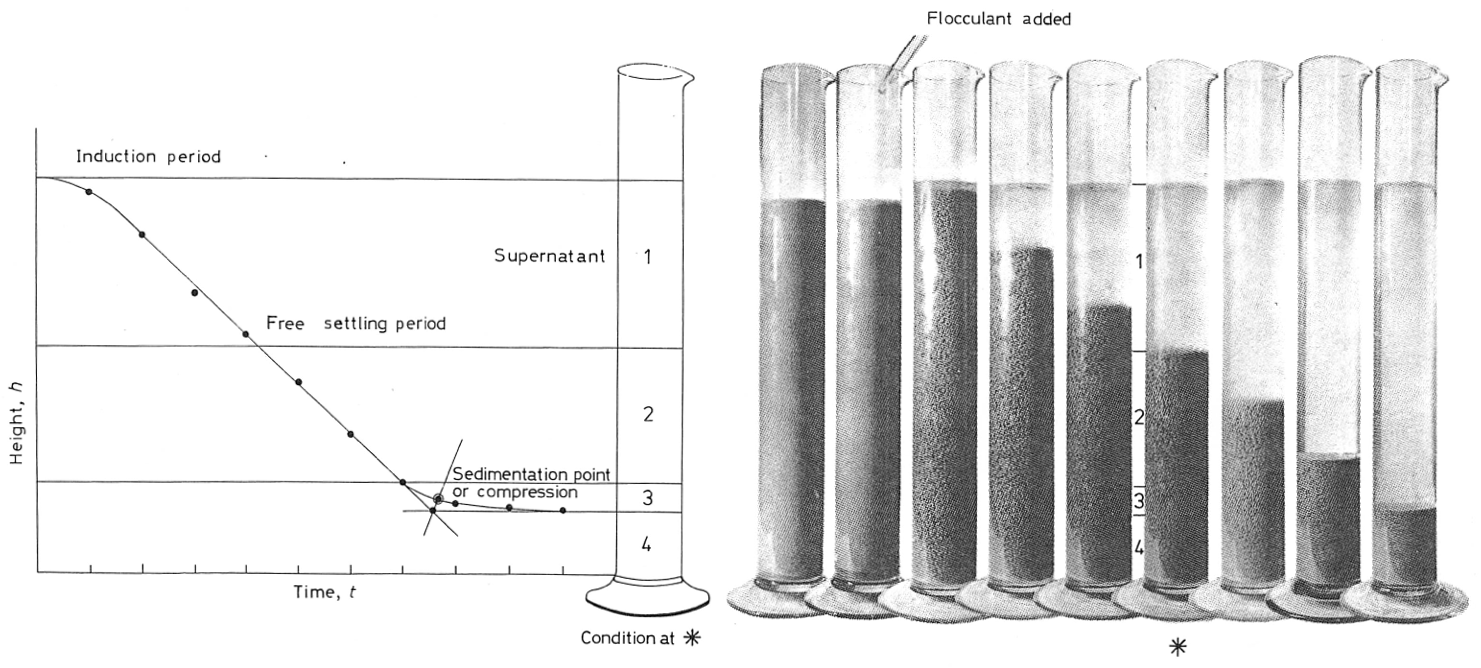 Flocculant added
Induction period
Supernatant
1
Free settling period
2
Sedimentation point
or compression
3
4
Height, h
Time, t
Condition at *
1
2
3
4
*